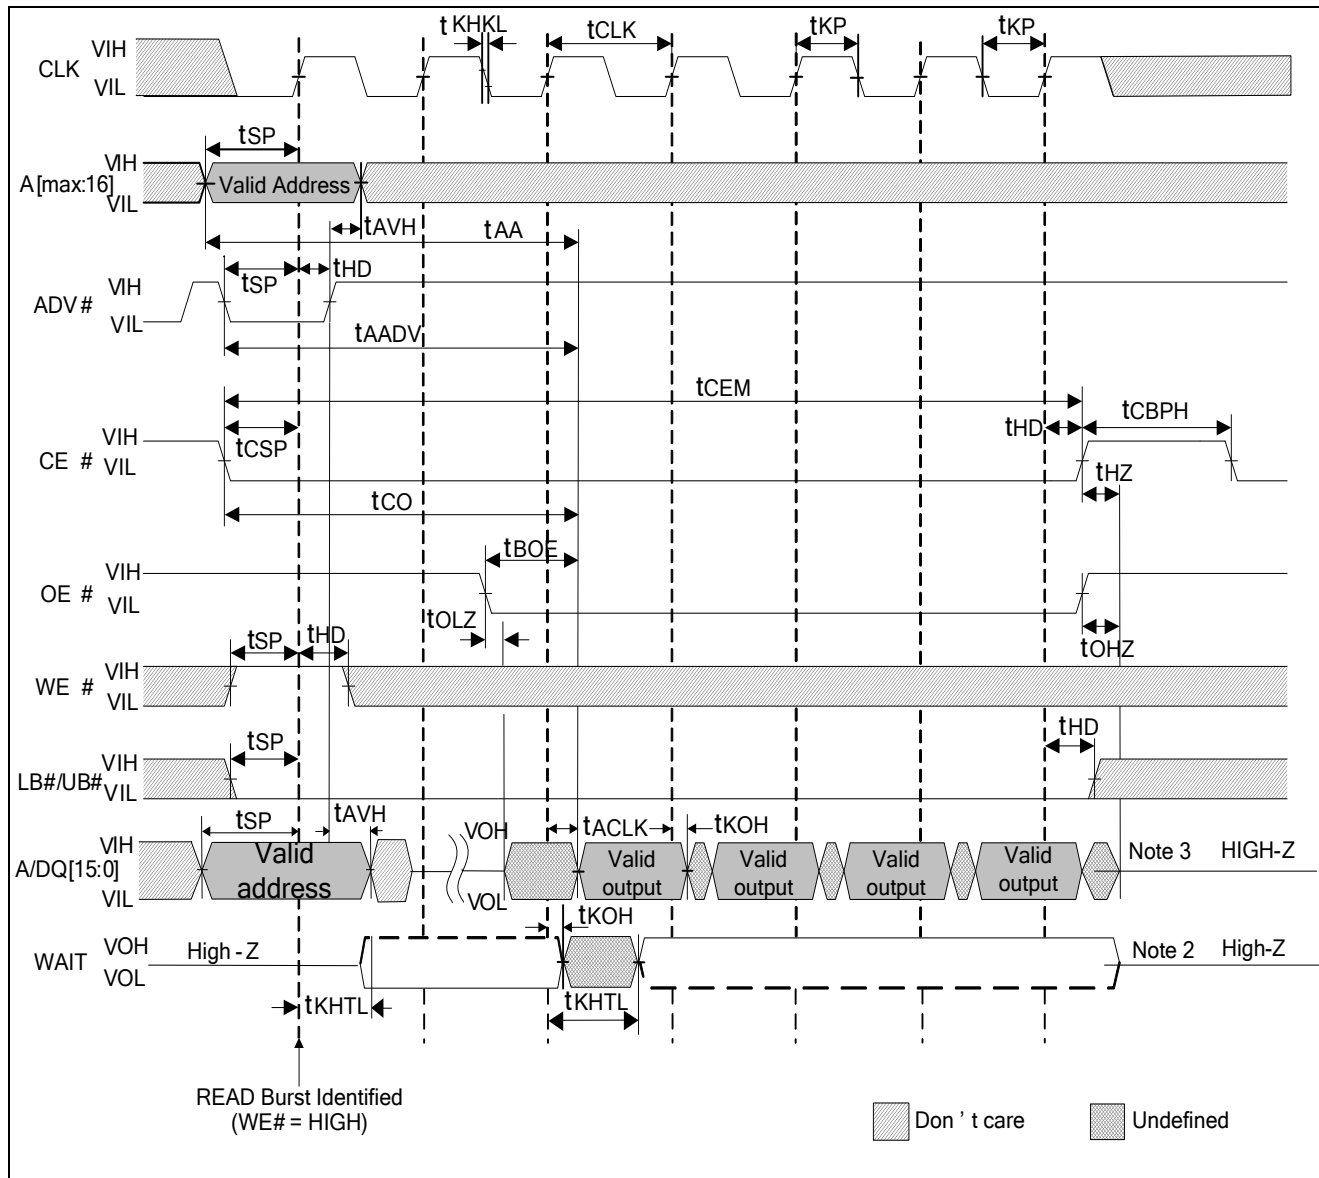 tKHKL tCLK tKP tKP
VIH
CLK
VIL
tSP
VIH
A[max:16] Valid Address
VIL
tAVH tAA
tSP tHD
VIH
ADV#
VIL
tAADV
tCEM
tCSP tHD tCBPH
VIH
CE #
VIL
tHZ
tCO
tBOE
VIH
OE #
VIL
tOLZ tOHZ
tSP tHD
VIH
WE #
VIL
tSP tHD
VIH
LB#/UB#
VIL
tSP tAVH VOH tACLK tKOH
VIH
A/DQ[15:0] Valid address Valid output Valid output Valid output Valid output Note 3 HIGH-Z
VIL VOL
tKOH
VOH
WAIT High - Z Note 2 High-Z
VOL
tKHTL tKHTL
READ Burst Identified
(WE# = HIGH)
Don ' t care Undefined